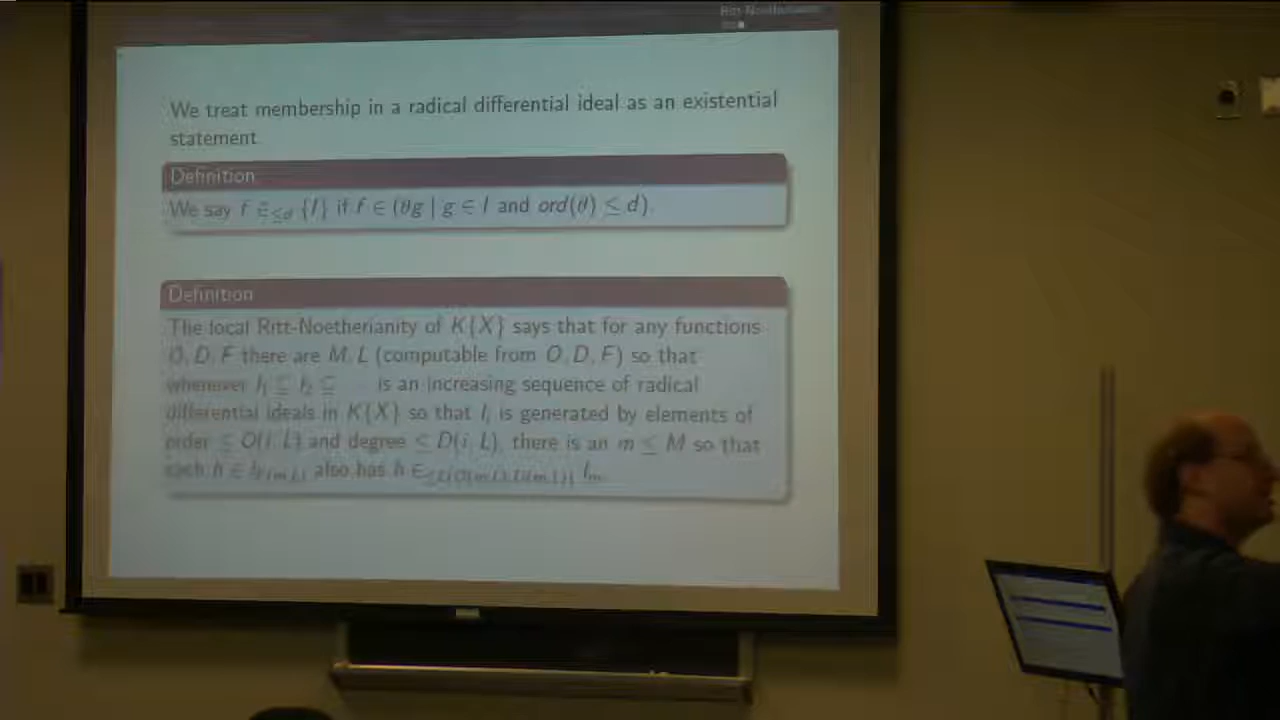 Ritt-Noetherianity
We treat membership in a radical differential ideal as an existential
statement.
Definition
We say f ∈≤d {I} if f ∈ (θg | g ∈ I and ord(θ) ≤ d).
Definition
The local Ritt-Noetherianity of K{X} says that for any functions
O, D, F there are M, L (computable from O, D, F) so that
whenever I1 ⊆ I2 ⊆ is an increasing sequence of radical
differential ideals in K{X} so that Ii is generated by elements of
order ≤ O(i, L) and degree ≤ D(i, L), there is an m ≤ M so that
each h ∈ IF(m,L) also has h ∈≤L(O(m,L),D(m,L)) Im.